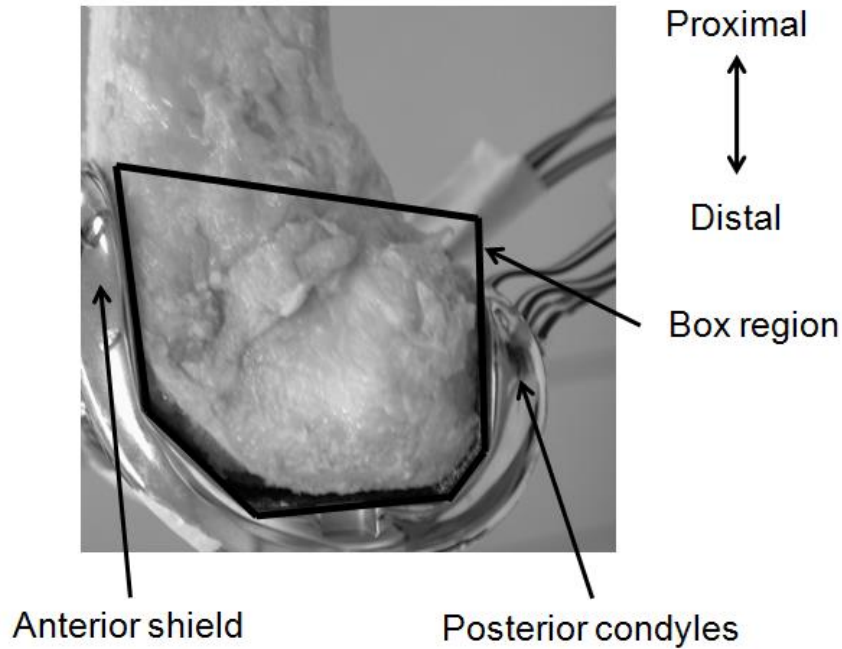 Proximal
Distal
Box region
Anterior shield
Posterior condyles